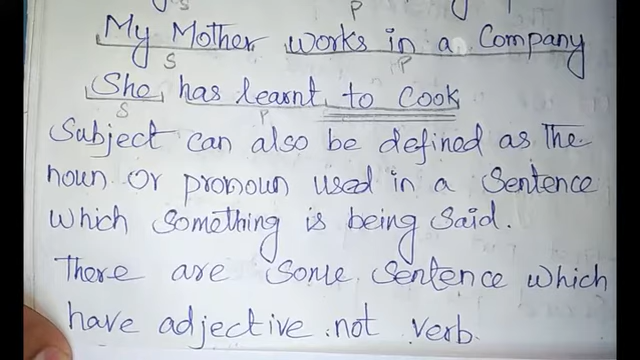 S P
My Mother works in a Company
S P
She has learnt to Cook
S P
Subject can also be defined as the
noun or pronoun used in a sentence
which something is being said.
There are some sentence which
have adjective not verb.